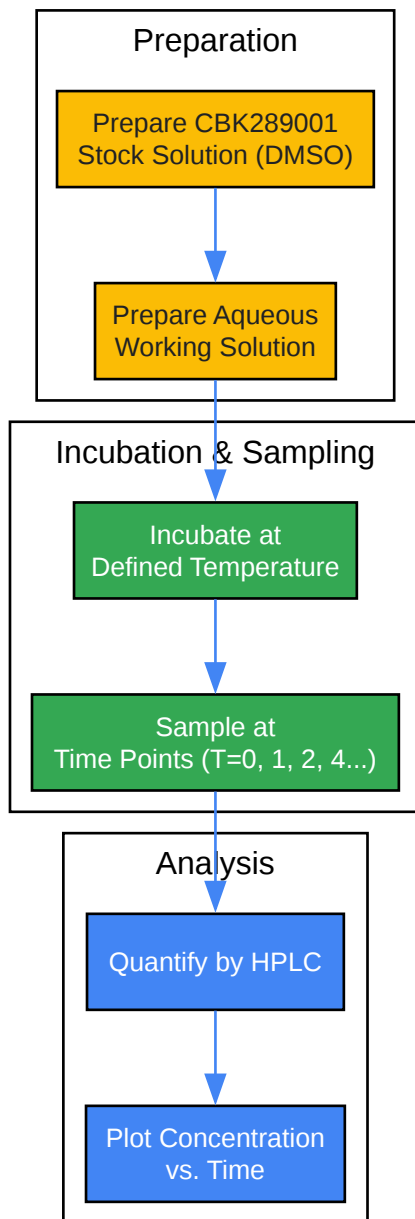 Preparation
Prepare CBK289001
Stock Solution (DMSO)
Prepare Aqueous
Working Solution
Incubation & Sampling
Incubate at
Defined Temperature
Sample at
Time Points (T=0, 1, 2, 4...)
Analysis
Quantify by HPLC
Plot Concentration
vs. Time